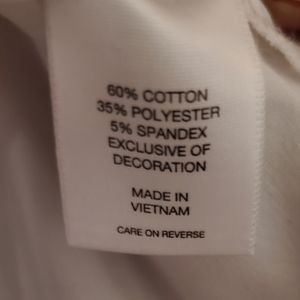 60% COTTON
35% POLYESTER
5% SPANDEX
EXCLUSIVE OF
DECORATION
MADE IN
VIETNAM
CARE ON REVERSE